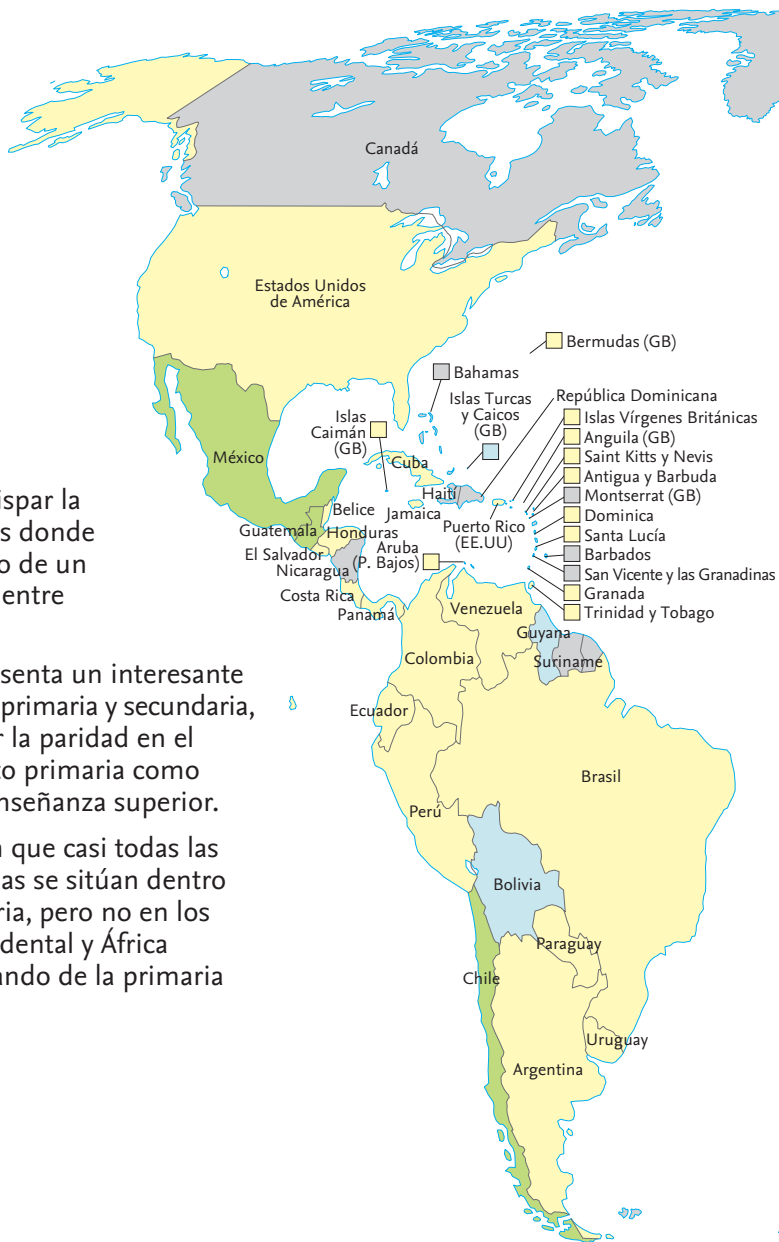 Canadá
Estados Unidos
de América
Bermudas (GB)
Bahamas
Islas Turcas
y Caicos
(GB)
República Dominicana
Islas Vírgenes Británicas
Anguila (GB)
Saint Kitts y Nevis
Antigua y Barbuda
Montserrat (GB)
Dominica
Santa Lucía
Barbados
San Vicente y las Granadinas
Granada
Trinidad y Tobago
Islas
Caimán
(GB)
México
Cuba
Haití
Belice
Jamaica
Puerto Rico
(EE.UU)
Guatemala
Honduras
El Salvador
Aruba
(P. Bajos)
Nicaragua
Costa Rica
Panamá
Venezuela
Guyana
Suriname
Colombia
Ecuador
Brasil
Perú
Bolivia
Paraguay
Chile
Uruguay
Argentina
ispar la
s donde
o de un
entre
senta un interesante
primaria y secundaria,
r la paridad en el
to primaria como
nseñanza superior.
n que casi todas las
as se sitúan dentro
ria, pero no en los
dental y África
ando de la primaria